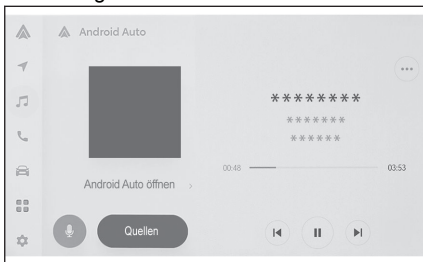 Android Auto
********
*******
******
00:48
03:53
Android Auto öffnen
Quellen